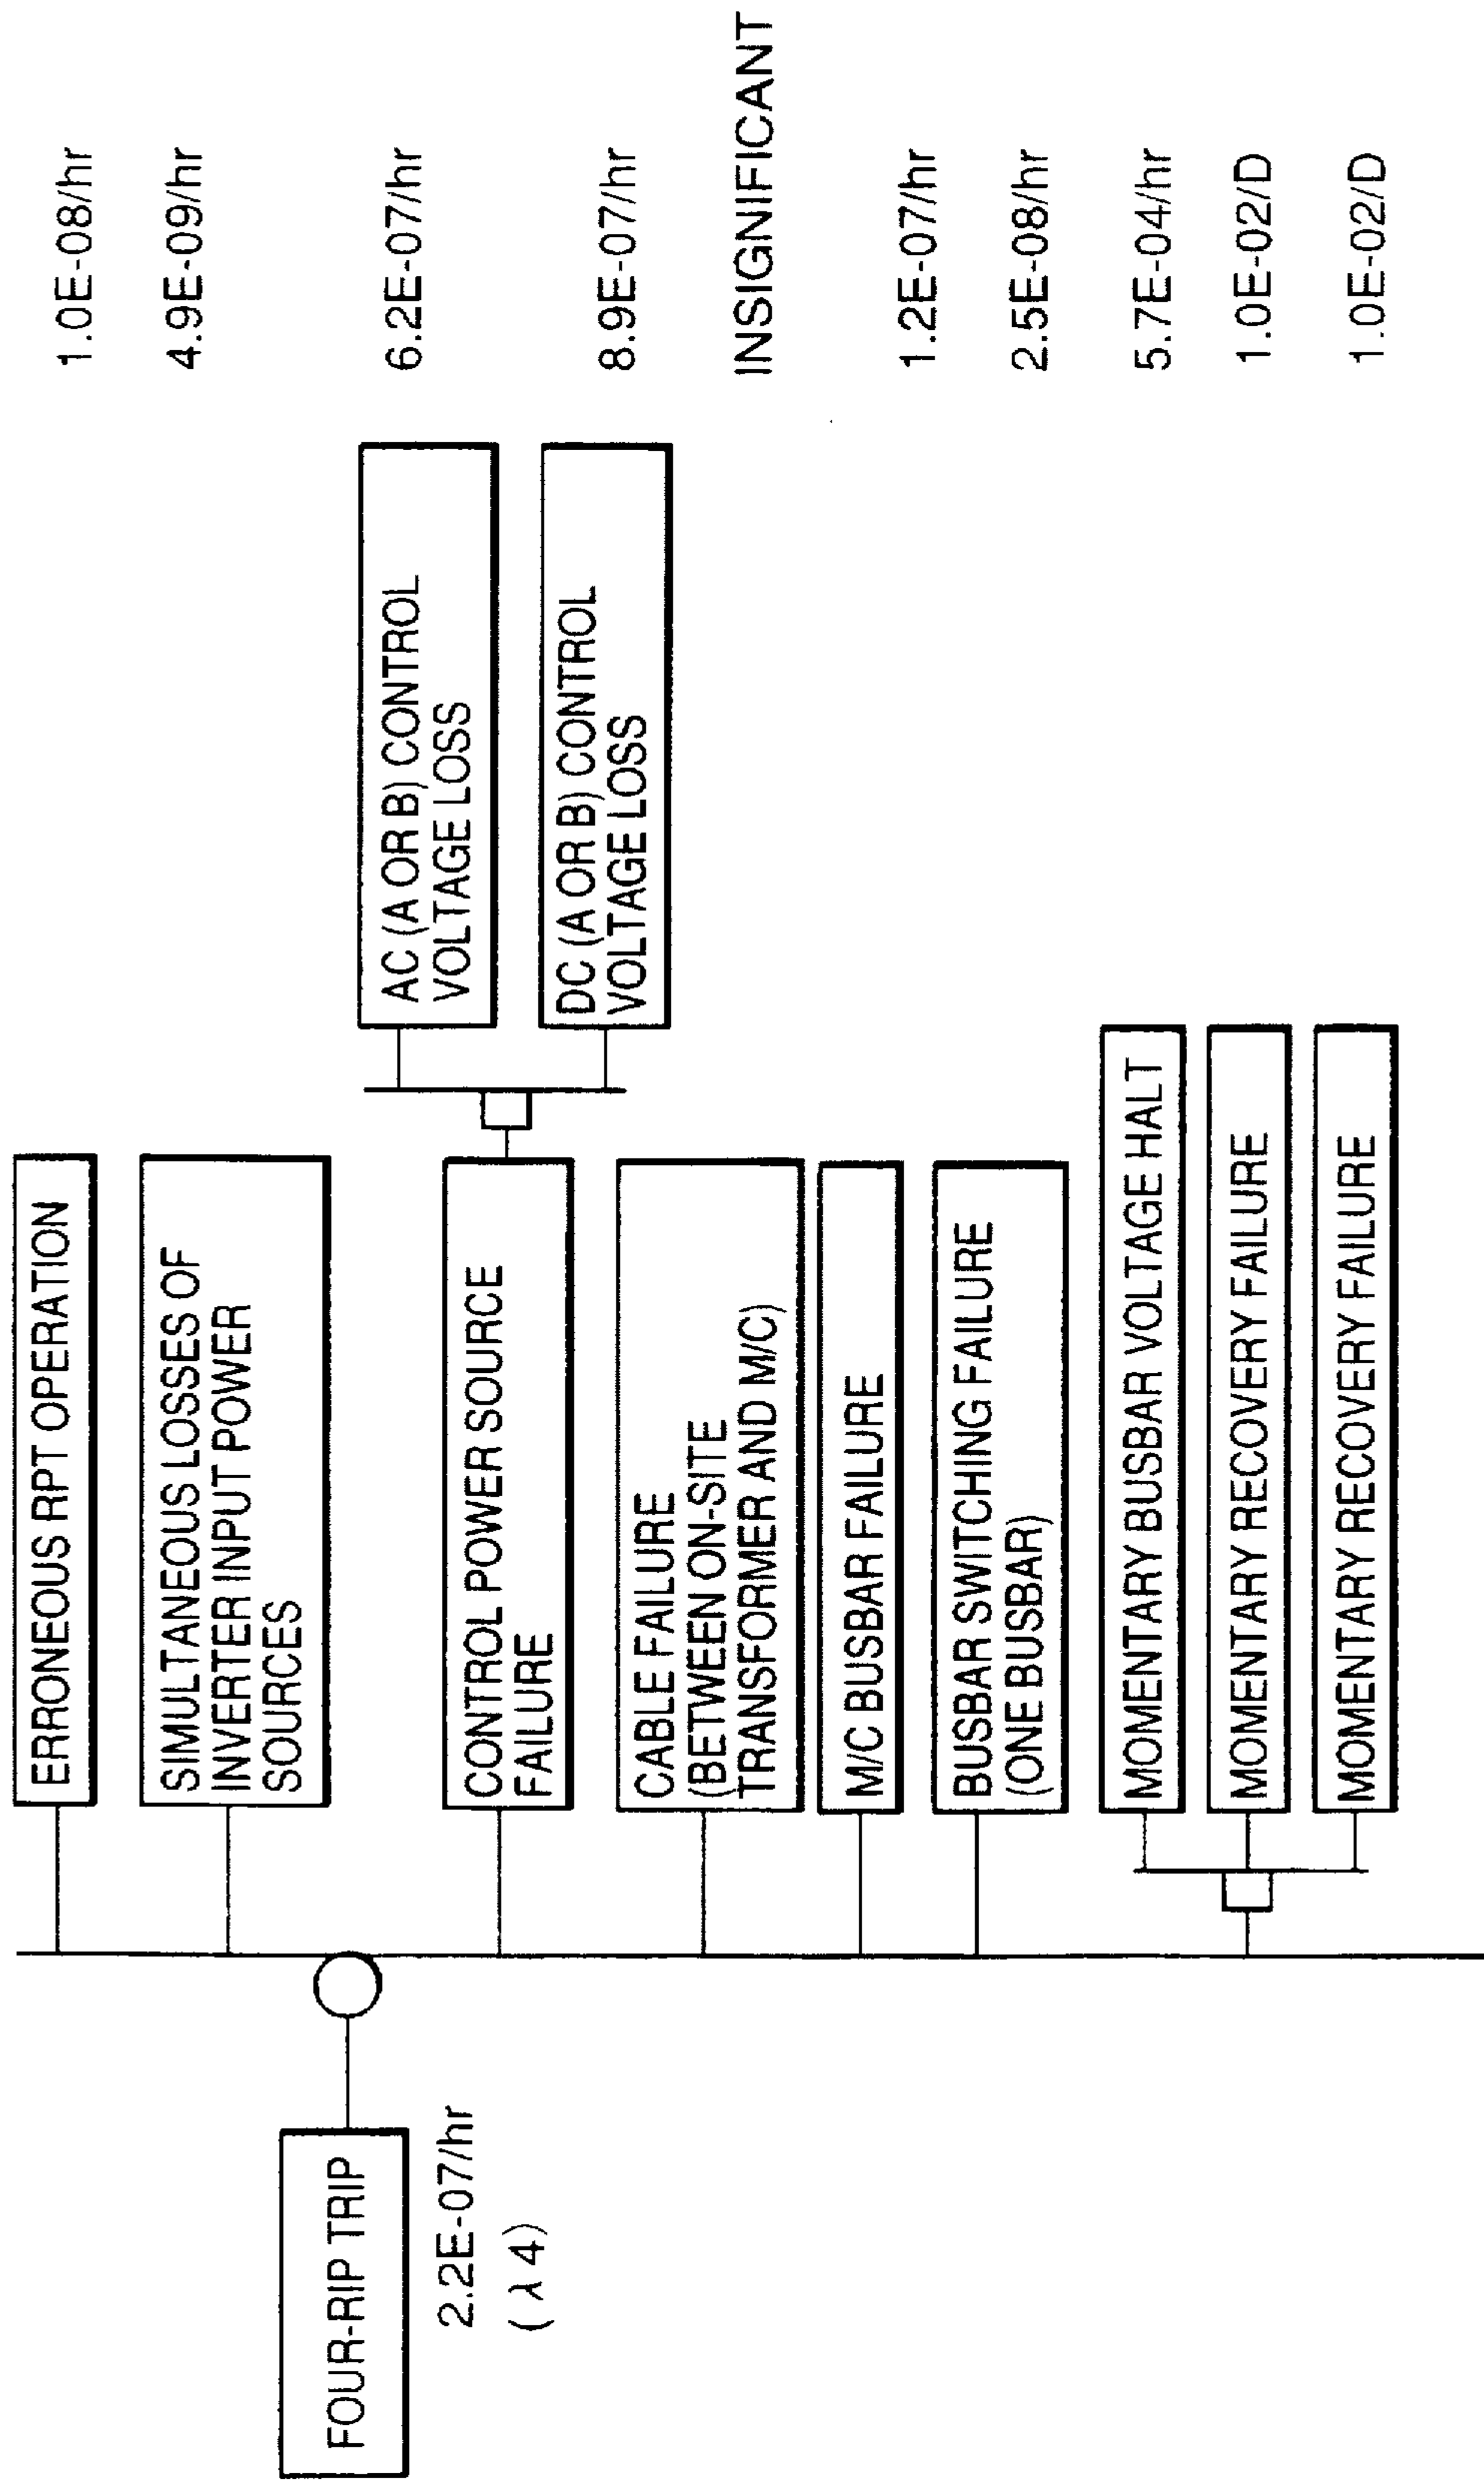 FOUR-RIP TRIP
2.2E-07/hr
( λ 4)
ERRONEOUS RPT OPERATION
1.0E-08/hr
SIMULTANEOUS LOSSES OF
INVERTER INPUT POWER
SOURCES
4.9E-09/hr
CONTROL POWER SOURCE
FAILURE
AC (A OR B) CONTROL
VOLTAGE LOSS
6.2E-07/hr
DC (A OR B) CONTROL
VOLTAGE LOSS
8.9E-07/hr
CABLE FAILURE
(BETWEEN ON-SITE
TRANSFORMER AND M/C)
INSIGNIFICANT
M/C BUSBAR FAILURE
1.2E-07/hr
BUSBAR SWITCHING FAILURE
(ONE BUSBAR)
2.5E-08/hr
MOMENTARY BUSBAR VOLTAGE HALT
5.7E-04/hr
MOMENTARY RECOVERY FAILURE
1.0E-02/D
MOMENTARY RECOVERY FAILURE
1.0E-02/D